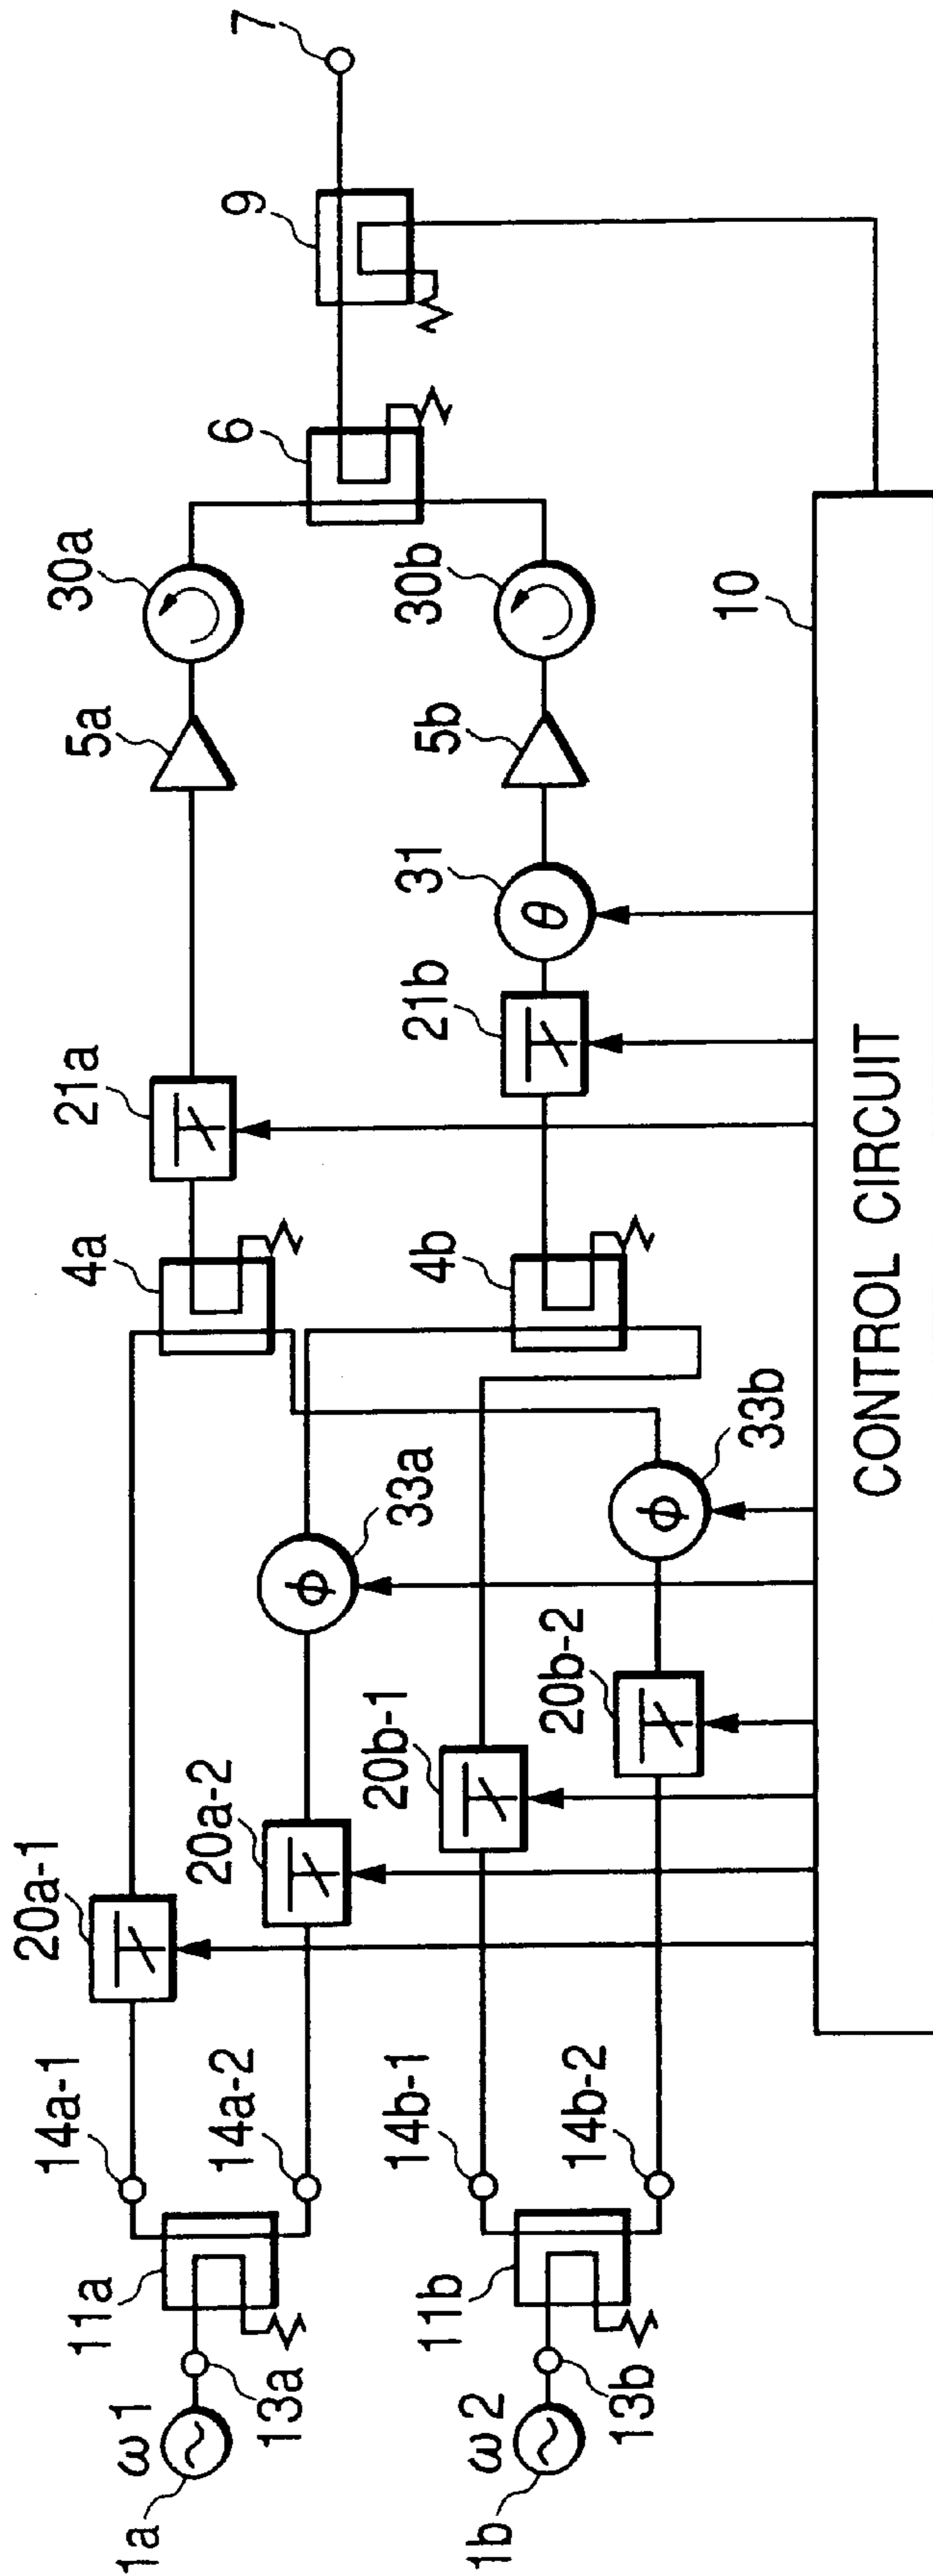 1a
ω1
13a
11a
14a-1
14a-2
20a-1
20a-2
φ
33a
4a
21a
5a
30a
6
9
7
1b
ω2
13b
11b
14b-1
14b-2
20b-1
20b-2
φ
33b
4b
21b
θ
31
5b
30b
10
CONTROL CIRCUIT